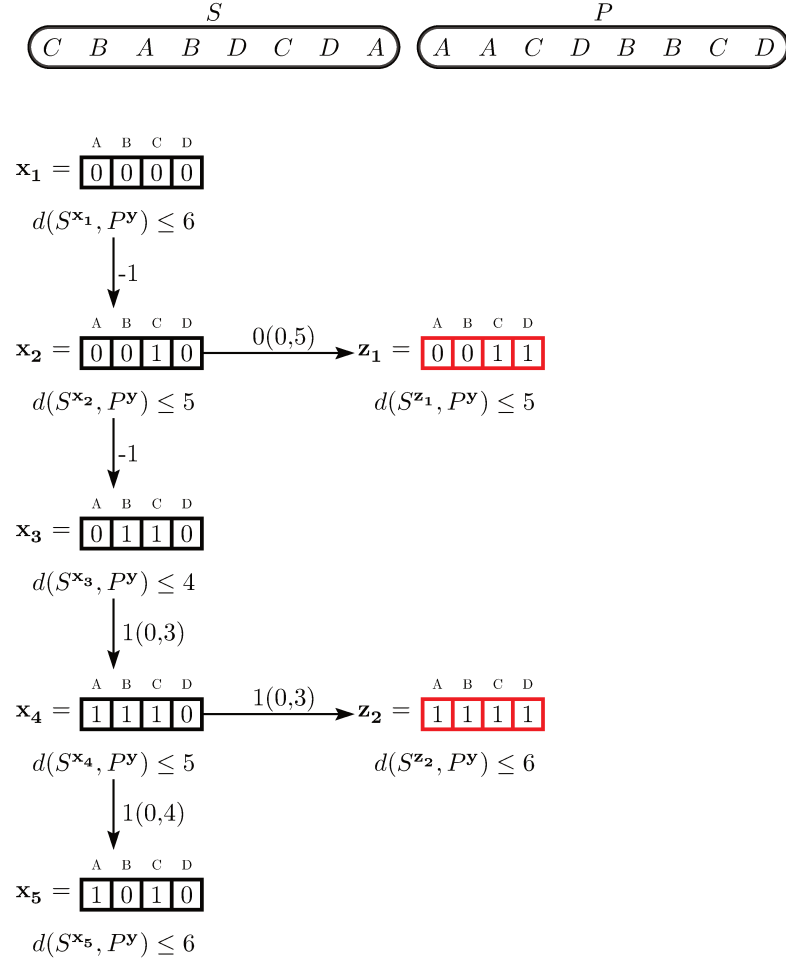 S P
C B A B D C D A A A C D B B C D
A B C D
x₁ = 0 0 0 0
d(S^x₁, P^y) ≤ 6
-1
A B C D A B C D
x₂ = 0 0 1 0 0(0,5) z₁ = 0 0 1 1
d(S^x₂, P^y) ≤ 5 d(S^z₁, P^y) ≤ 5
-1
A B C D
x₃ = 0 1 1 0
d(S^x₃, P^y) ≤ 4
1(0,3)
A B C D A B C D
x₄ = 1 1 1 0 1(0,3) z₂ = 1 1 1 1
d(S^x₄, P^y) ≤ 5 d(S^z₂, P^y) ≤ 6
1(0,4)
A B C D
x₅ = 1 0 1 0
d(S^x₅, P^y) ≤ 6